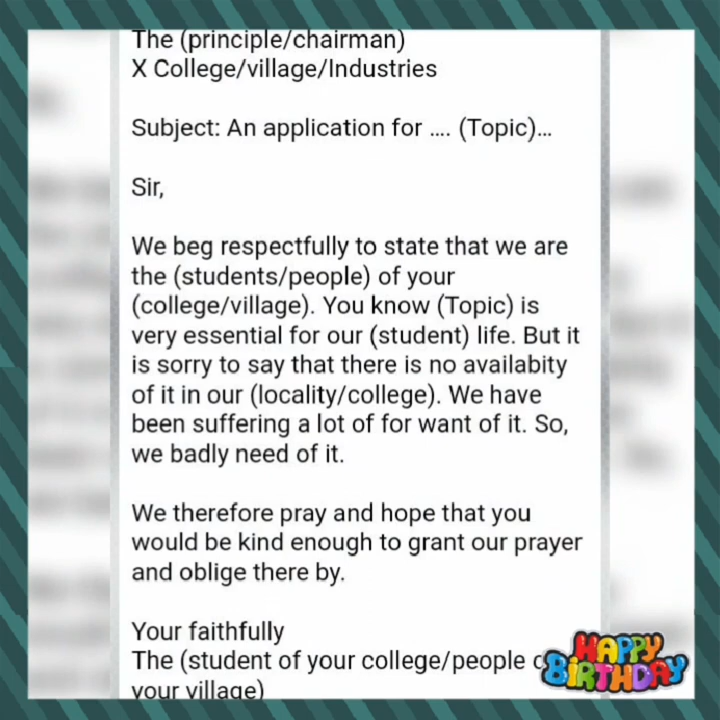 The (principle/chairman)
X College/village/Industries
Subject: An application for .... (Topic)...
Sir,
We beg respectfully to state that we are
the (students/people) of your
(college/village). You know (Topic) is
very essential for our (student) life. But it
is sorry to say that there is no availabity
of it in our (locality/college). We have
been suffering a lot of for want of it. So,
we badly need of it.
We therefore pray and hope that you
would be kind enough to grant our prayer
and oblige there by.
Your faithfully
The (student of your college/people
your village)
HAPPY
BIRTHDAY